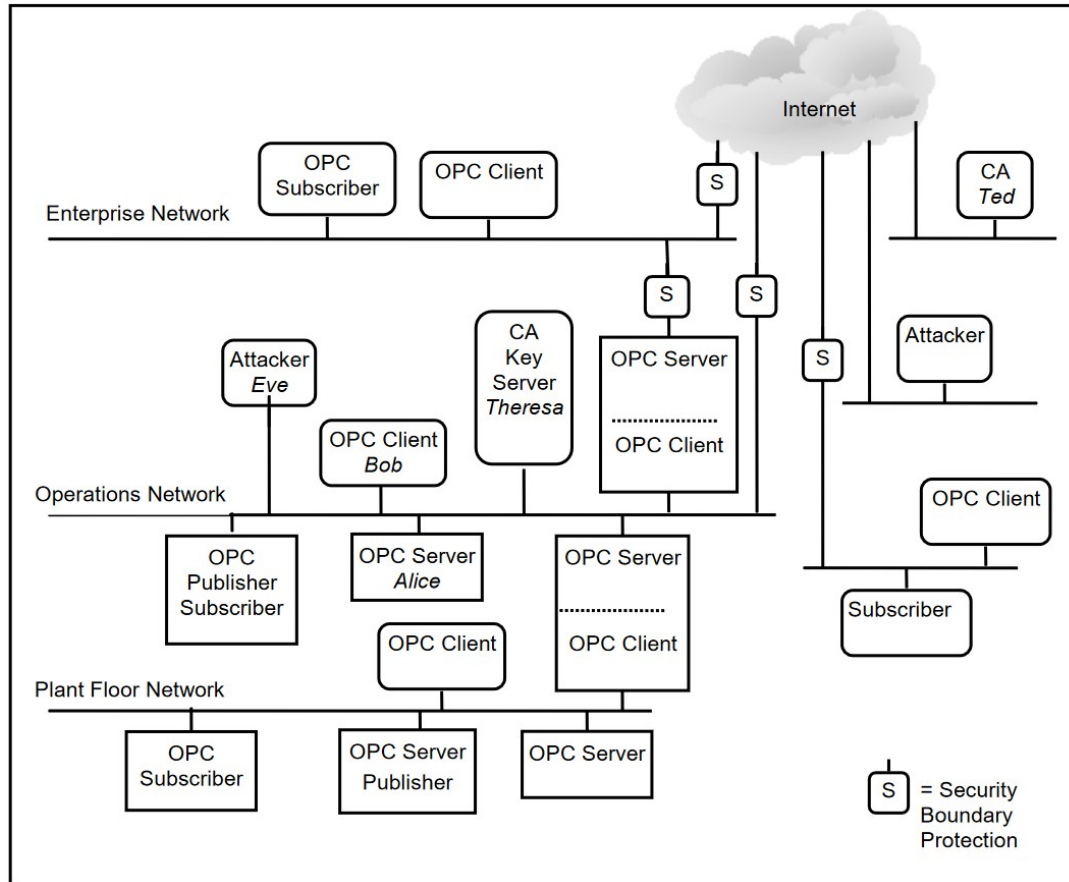 Internet
OPC
Subscriber
OPC Client
S
CA
Ted
Enterprise Network
S
S
CA
Key
Server
Theresa
OPC Server
OPC Client
S
Attacker
Attacker
Eve
OPC Client
Bob
Operations Network
OPC Client
OPC
Publisher
Subscriber
OPC Server
Alice
OPC Server
OPC Client
Subscriber
OPC Client
Plant Floor Network
OPC
Subscriber
OPC Server
Publisher
OPC Server
S
= Security
Boundary
Protection